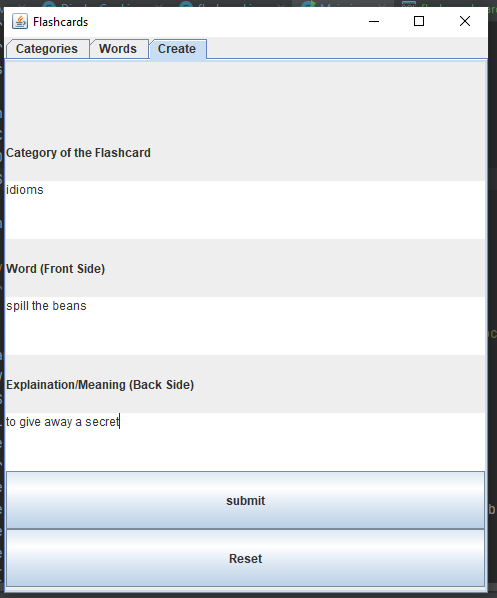 Flashcards
Categories Words Create
Category of the Flashcard
idioms
Word (Front Side)
spill the beans
Explaination/Meaning (Back Side)
to give away a secret
submit
Reset